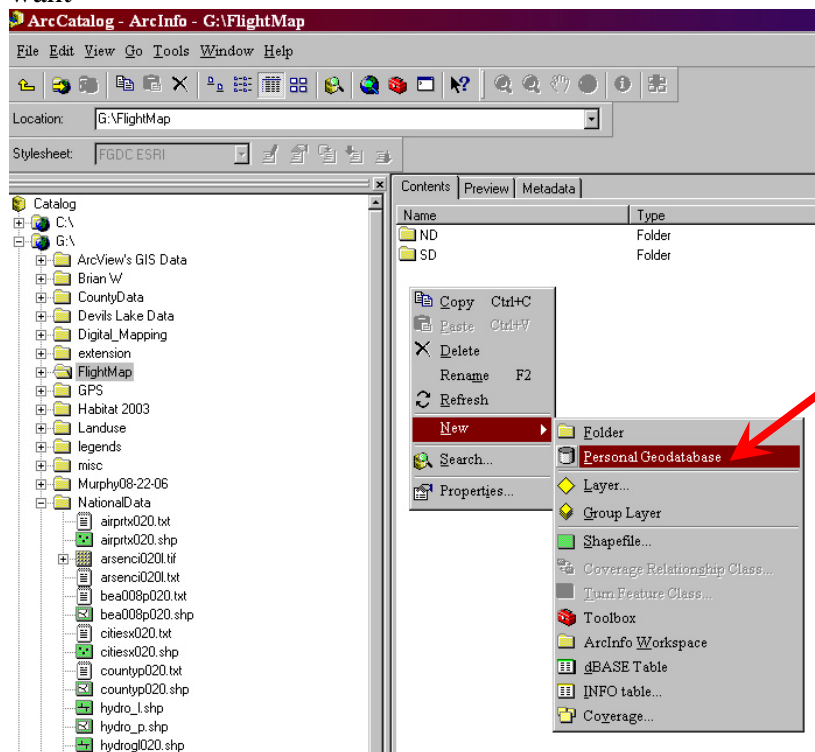 want
ArcCatalog - ArcInfo - G:\FlightMap
File Edit View Go Tools Window Help
Location: G:\FlightMap
Stylesheet: FGDC ESRI
Catalog
C:\
G:\
ArcView's GIS Data
Brian W
CountyData
Devils Lake Data
Digital_Mapping
extension
FlightMap
GPS
Habitat 2003
Landuse
legends
misc
Murphy08-22-06
NationalData
airprtx020.txt
airprtx020.shp
arsenci020l.tif
arsenci020l.txt
bea008p020.txt
bea008p020.shp
citiesx020.txt
citiesx020.shp
countyp020.txt
countyp020.shp
hydro_l.shp
hydro_p.shp
hydrogl020.shp
Contents Preview Metadata
Name Type
ND Folder
SD Folder
Copy Ctrl+C
Paste Ctrl+V
Delete
Rename F2
Refresh
New
Search...
Properties...
Folder
Personal Geodatabase
Layer...
Group Layer
Shapefile...
Coverage Relationship Class...
Turn Feature Class...
Toolbox
ArcInfo Workspace
dBASE Table
INFO table...
Coverage...